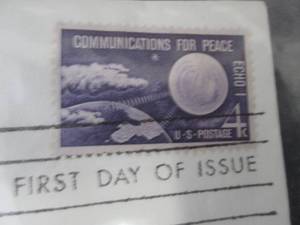 COMMUNICATIONS FOR PEACE
ECHO I
4¢
U·S·POSTAGE
FIRST DAY OF ISSUE